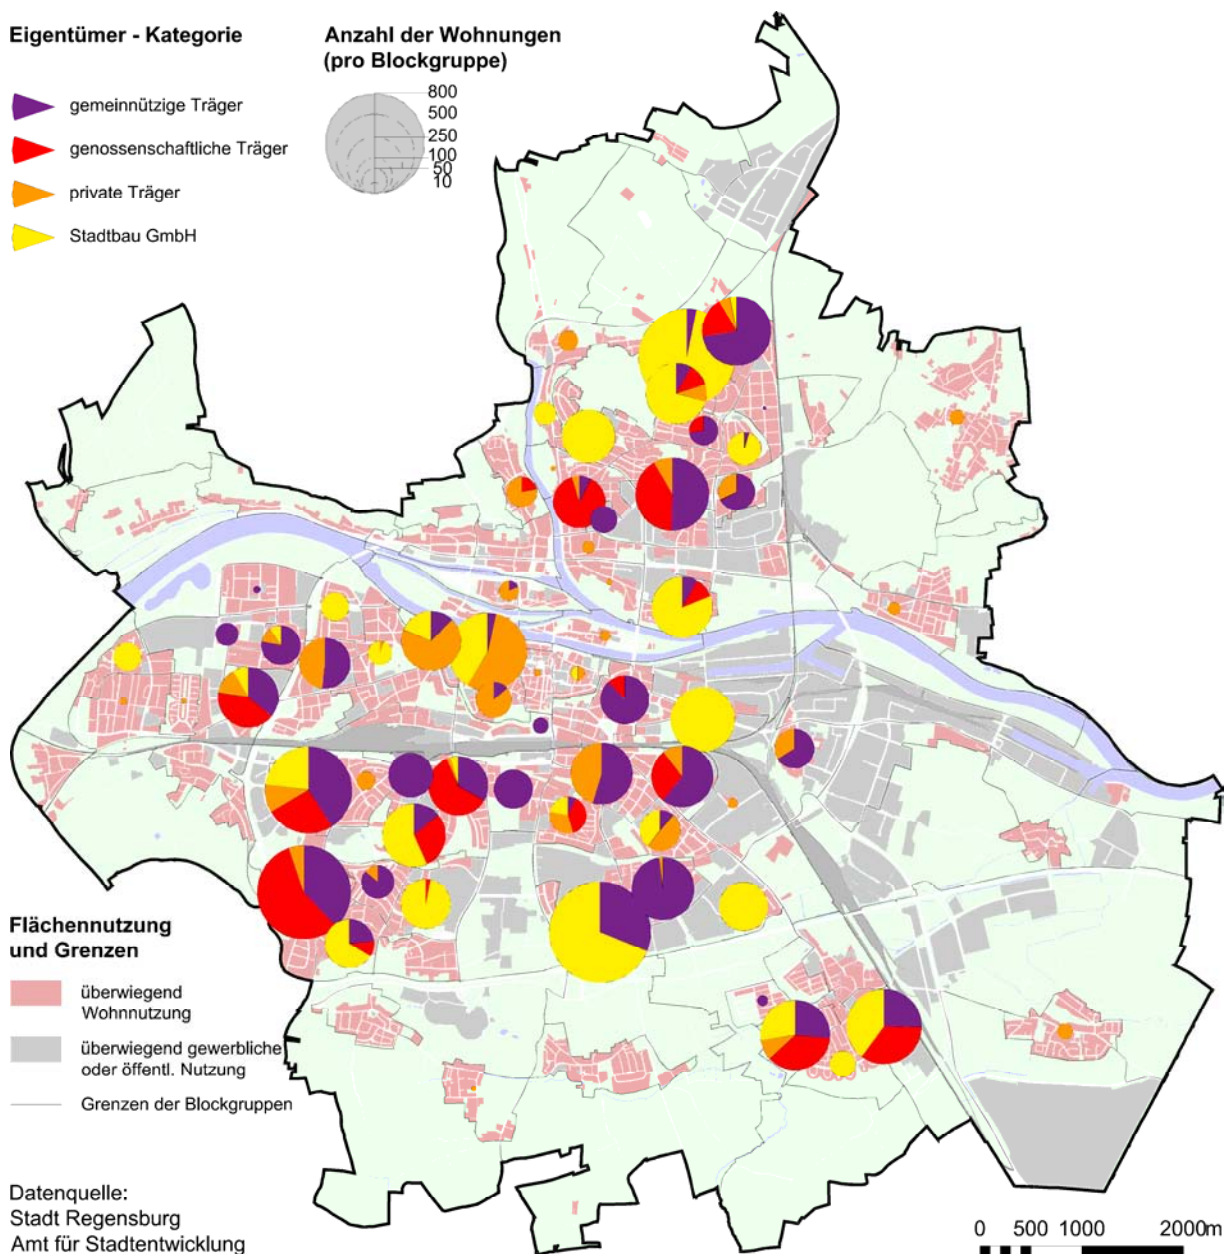 Eigentümer - Kategorie
gemeinnützige Träger
genossenschaftliche Träger
private Träger
Stadtbau GmbH
Anzahl der Wohnungen
(pro Blockgruppe)
800
500
250
100
50
10
Flächennutzung
und Grenzen
überwiegend
Wohnnutzung
überwiegend gewerbliche
oder öffentl. Nutzung
Grenzen der Blockgruppen
Datenquelle:
Stadt Regensburg
Amt für Stadtentwicklung
0 500 1000 2000m